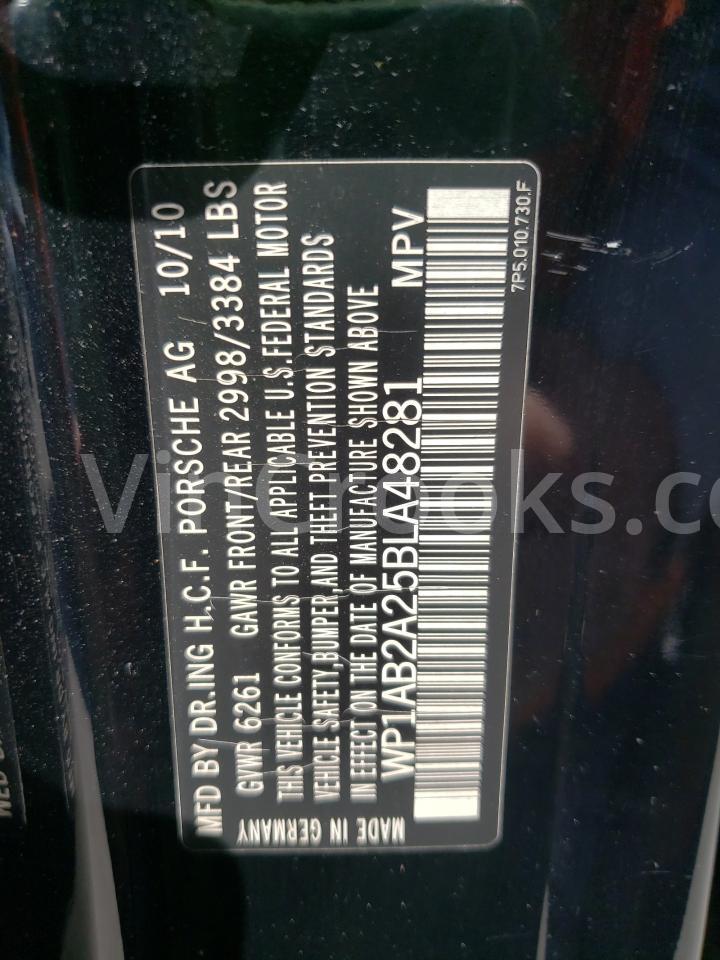 MFD BY DR.ING H.C.F. PORSCHE AG 10/10
GVWR 6261 GAWR FRONT/REAR 2998/3384 LBS
THIS VEHICLE CONFORMS TO ALL APPLICABLE U.S.FEDERAL MOTOR
VEHICLE SAFETY,BUMPER,AND THEFT PREVENTION STANDARDS
IN EFFECT ON THE DATE OF MANUFACTURE SHOWN ABOVE
WP1AB2A25BLA48281 MPV
MADE IN GERMANY
7P5.010.730.F
VinCrooks.com